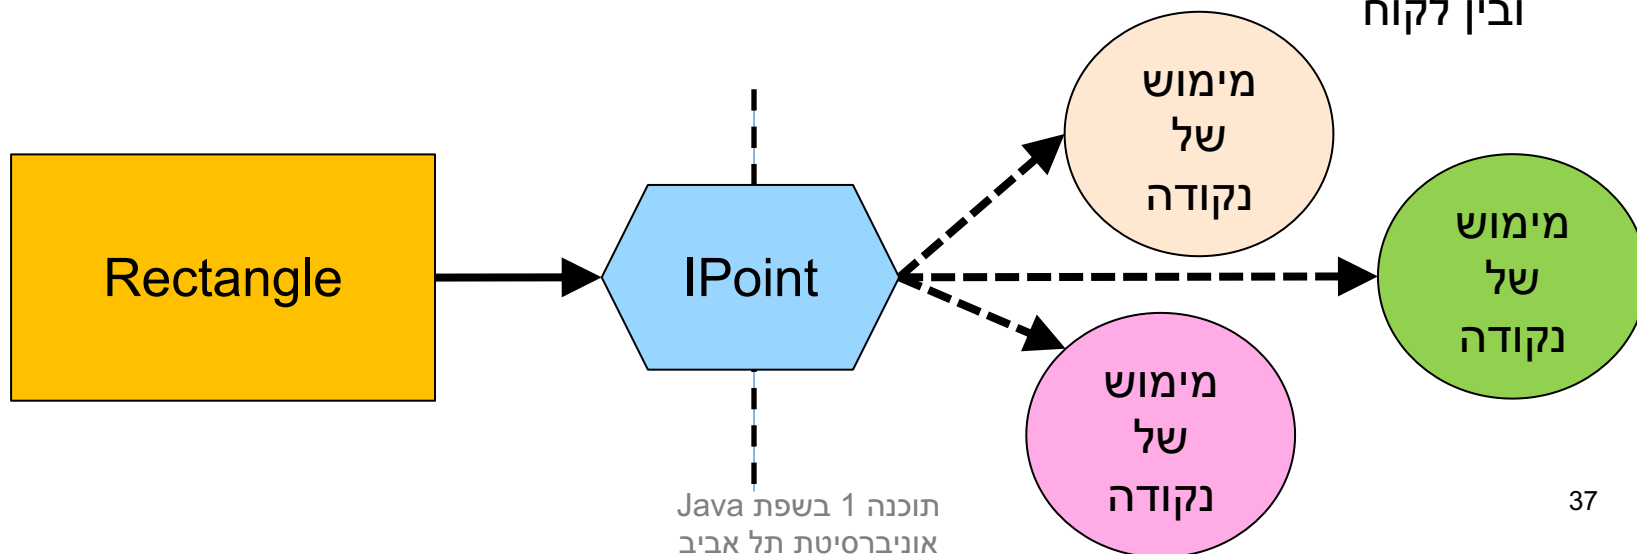 ובין לקוח
מימוש
של
נקודה
Rectangle
IPoint
מימוש
של
נקודה
מימוש
של
נקודה
תוכנה 1 בשפת Java
אוניברסיטת תל אביב
37